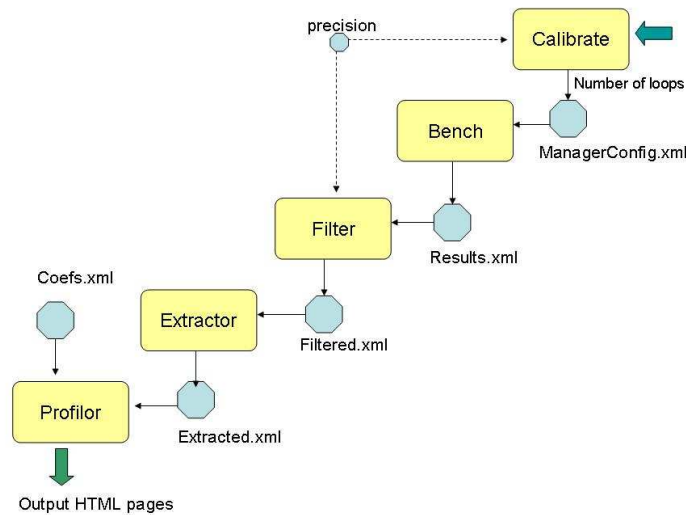 precision
Calibrate
Number of loops
Bench
ManagerConfig.xml
Filter
Results.xml
Coefs.xml
Extractor
Filtered.xml
Profilor
Extracted.xml
Output HTML pages